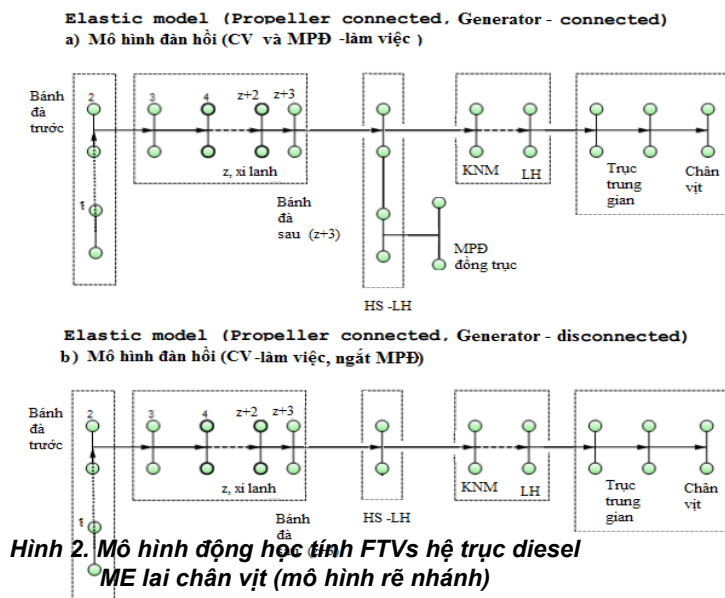 Elastic model (Propeller connected, Generator - connected)
a) Mô hình đàn hồi (CV và MPĐ -làm việc )
Bánh
đà
trước
2
3
4
z+2
z+3
1
z, xi lanh
Bánh
đà
sau (z+3)
KNM
LH
Trục
trung
gian
Chân
vịt
MPĐ
đồng trục
HS -LH
Elastic model (Propeller connected, Generator - disconnected)
b) Mô hình đàn hồi (CV-làm việc, ngắt MPĐ)
Bánh
đà
trước
2
3
4
z+2
z+3
1
z, xi lanh
Bánh
đà
HS -LH
KNM
LH
Trục
trung
gian
Chân
vịt
Hình 2. Mô hình động học tính FTVs hệ trục diesel
ME lai chân vịt (mô hình rẽ nhánh)